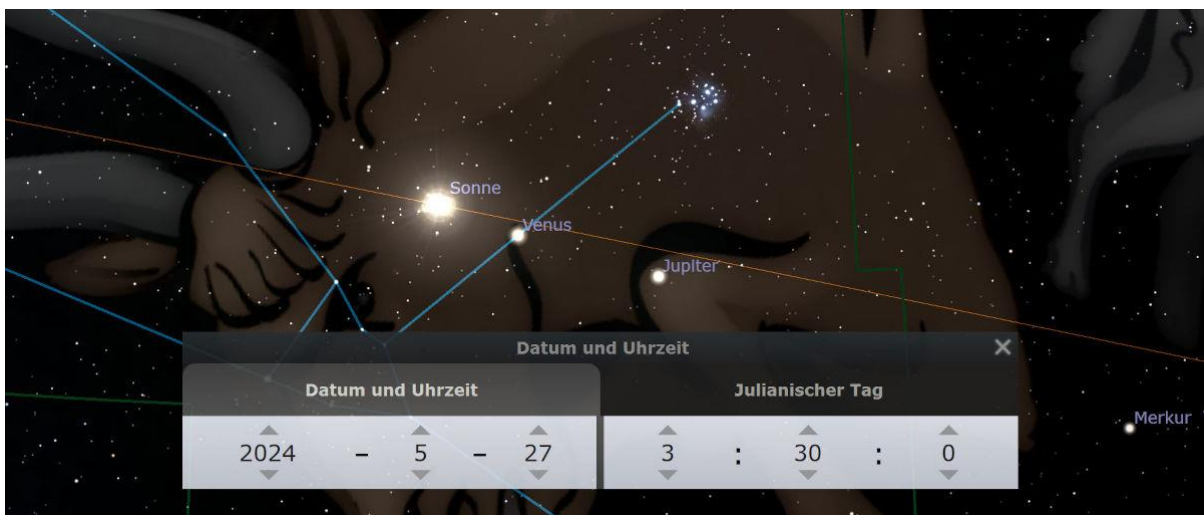 Sonne
Venus
Jupiter
Datum und Uhrzeit ×
Datum und Uhrzeit Julianischer Tag
2024 – 5 – 27 3 : 30 : 0
Merkur